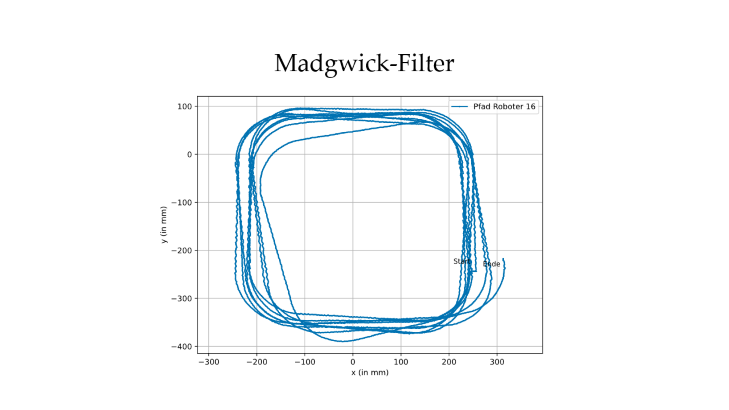 Madgwick-Filter
Pfad Roboter 16
100
0
−100
−200
−300
−400
y (in mm)
Start
Ende
−300
−200
−100
0
100
200
300
x (in mm)